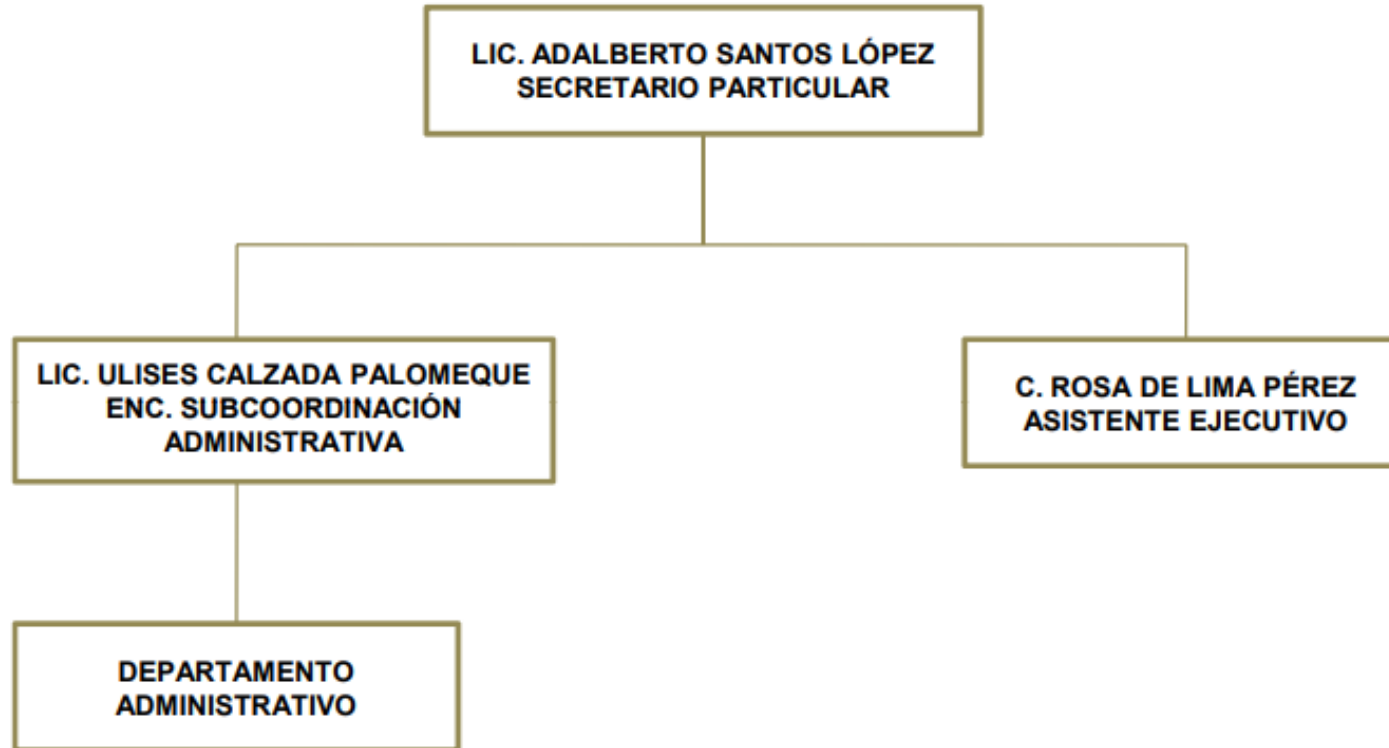 LIC. ADALBERTO SANTOS LÓPEZ
SECRETARIO PARTICULAR
LIC. ULISES CALZADA PALOMEQUE
ENC. SUBCOORDINACIÓN
ADMINISTRATIVA
C. ROSA DE LIMA PÉREZ
ASISTENTE EJECUTIVO
DEPARTAMENTO
ADMINISTRATIVO